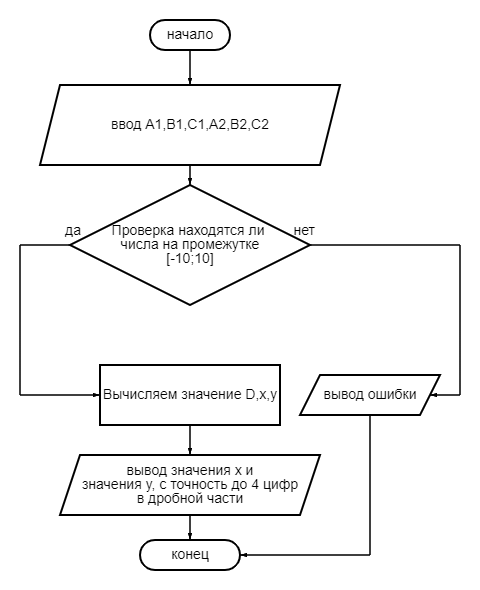 начало
ввод A1,B1,C1,A2,B2,C2
да
Проверка находятся ли
числа на промежутке
[-10;10]
нет
Вычисляем значение D,x,y
вывод ошибки
вывод значения x и
значения y, с точность до 4 цифр
в дробной части
конец